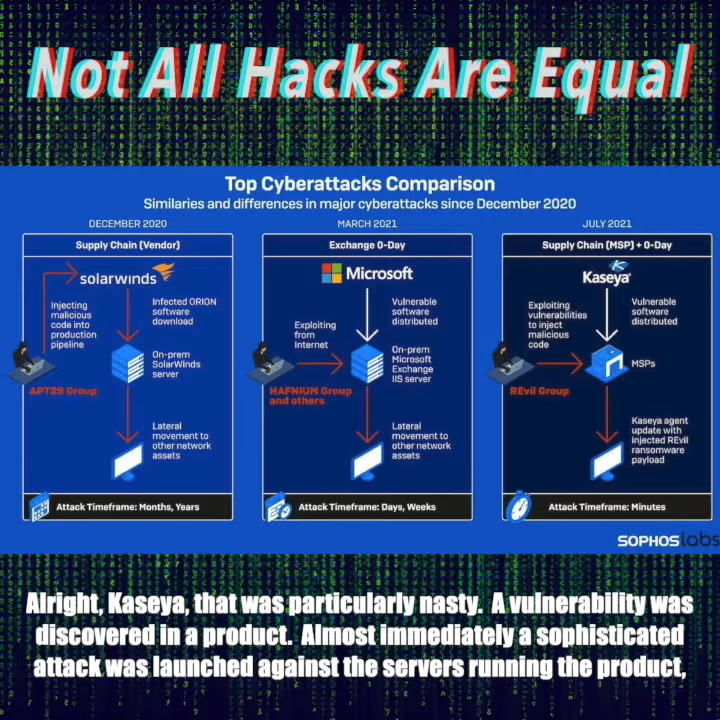 Not All Hacks Are Equal
Top Cyberattacks Comparison
Similaries and differences in major cyberattacks since December 2020
DECEMBER 2020
Supply Chain (Vendor)
solarwinds
Injecting
malicious
code into
production
pipeline
Infected ORION
software
download
On-prem
SolarWinds
server
APT29 Group
Lateral
movement to
other network
assets
Attack Timeframe: Months, Years
MARCH 2021
Exchange 0-Day
Microsoft
Exploiting
from
Internet
Vulnerable
software
distributed
On-prem
Microsoft
Exchange
IIS server
HAFNIUM Group
and others
Lateral
movement to
other network
assets
Attack Timeframe: Days, Weeks
JULY 2021
Supply Chain (MSP) + 0-Day
Kaseya
Exploiting
vulnerabilities
to inject
malicious
code
Vulnerable
software
distributed
MSPs
REvil Group
Kaseya agent
update with
injected REvil
ransomware
payload
Attack Timeframe: Minutes
SOPHOSlabs
Alright, Kaseya, that was particularly nasty. A vulnerability was
discovered in a product. Almost immediately a sophisticated
attack was launched against the servers running the product,